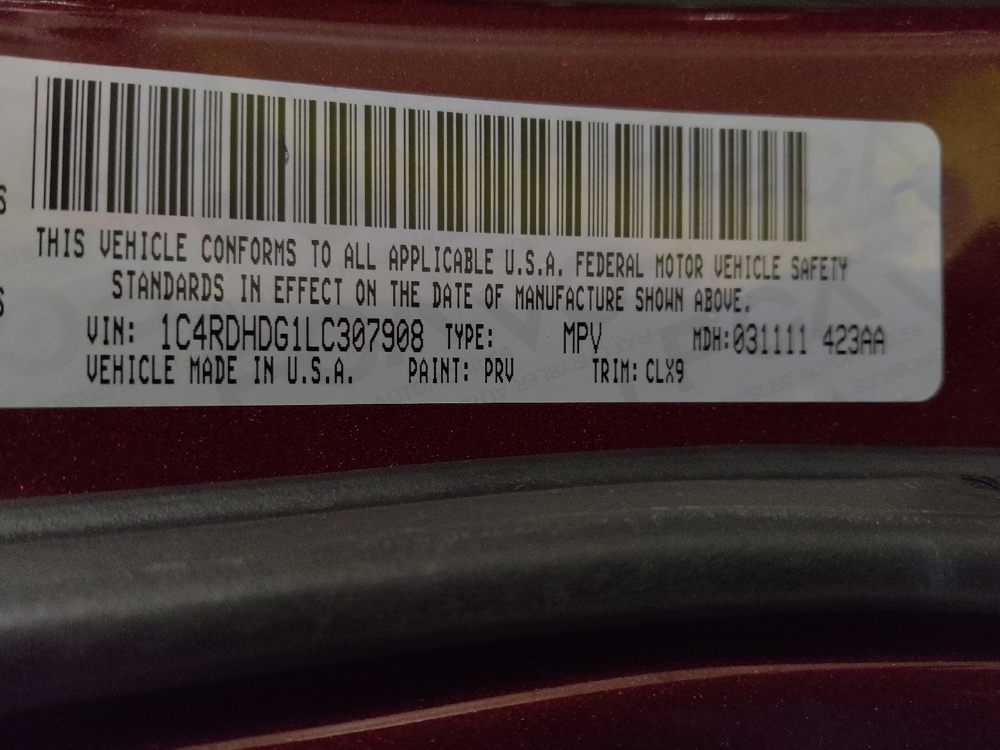 THIS VEHICLE CONFORMS TO ALL APPLICABLE U.S.A. FEDERAL MOTOR VEHICLE SAFETY
STANDARDS IN EFFECT ON THE DATE OF MANUFACTURE SHOWN ABOVE.
VIN: 1C4RDHDG1LC307908 TYPE: MPV MDH:031111 423AA
VEHICLE MADE IN U.S.A. PAINT: PRV TRIM: CLX9